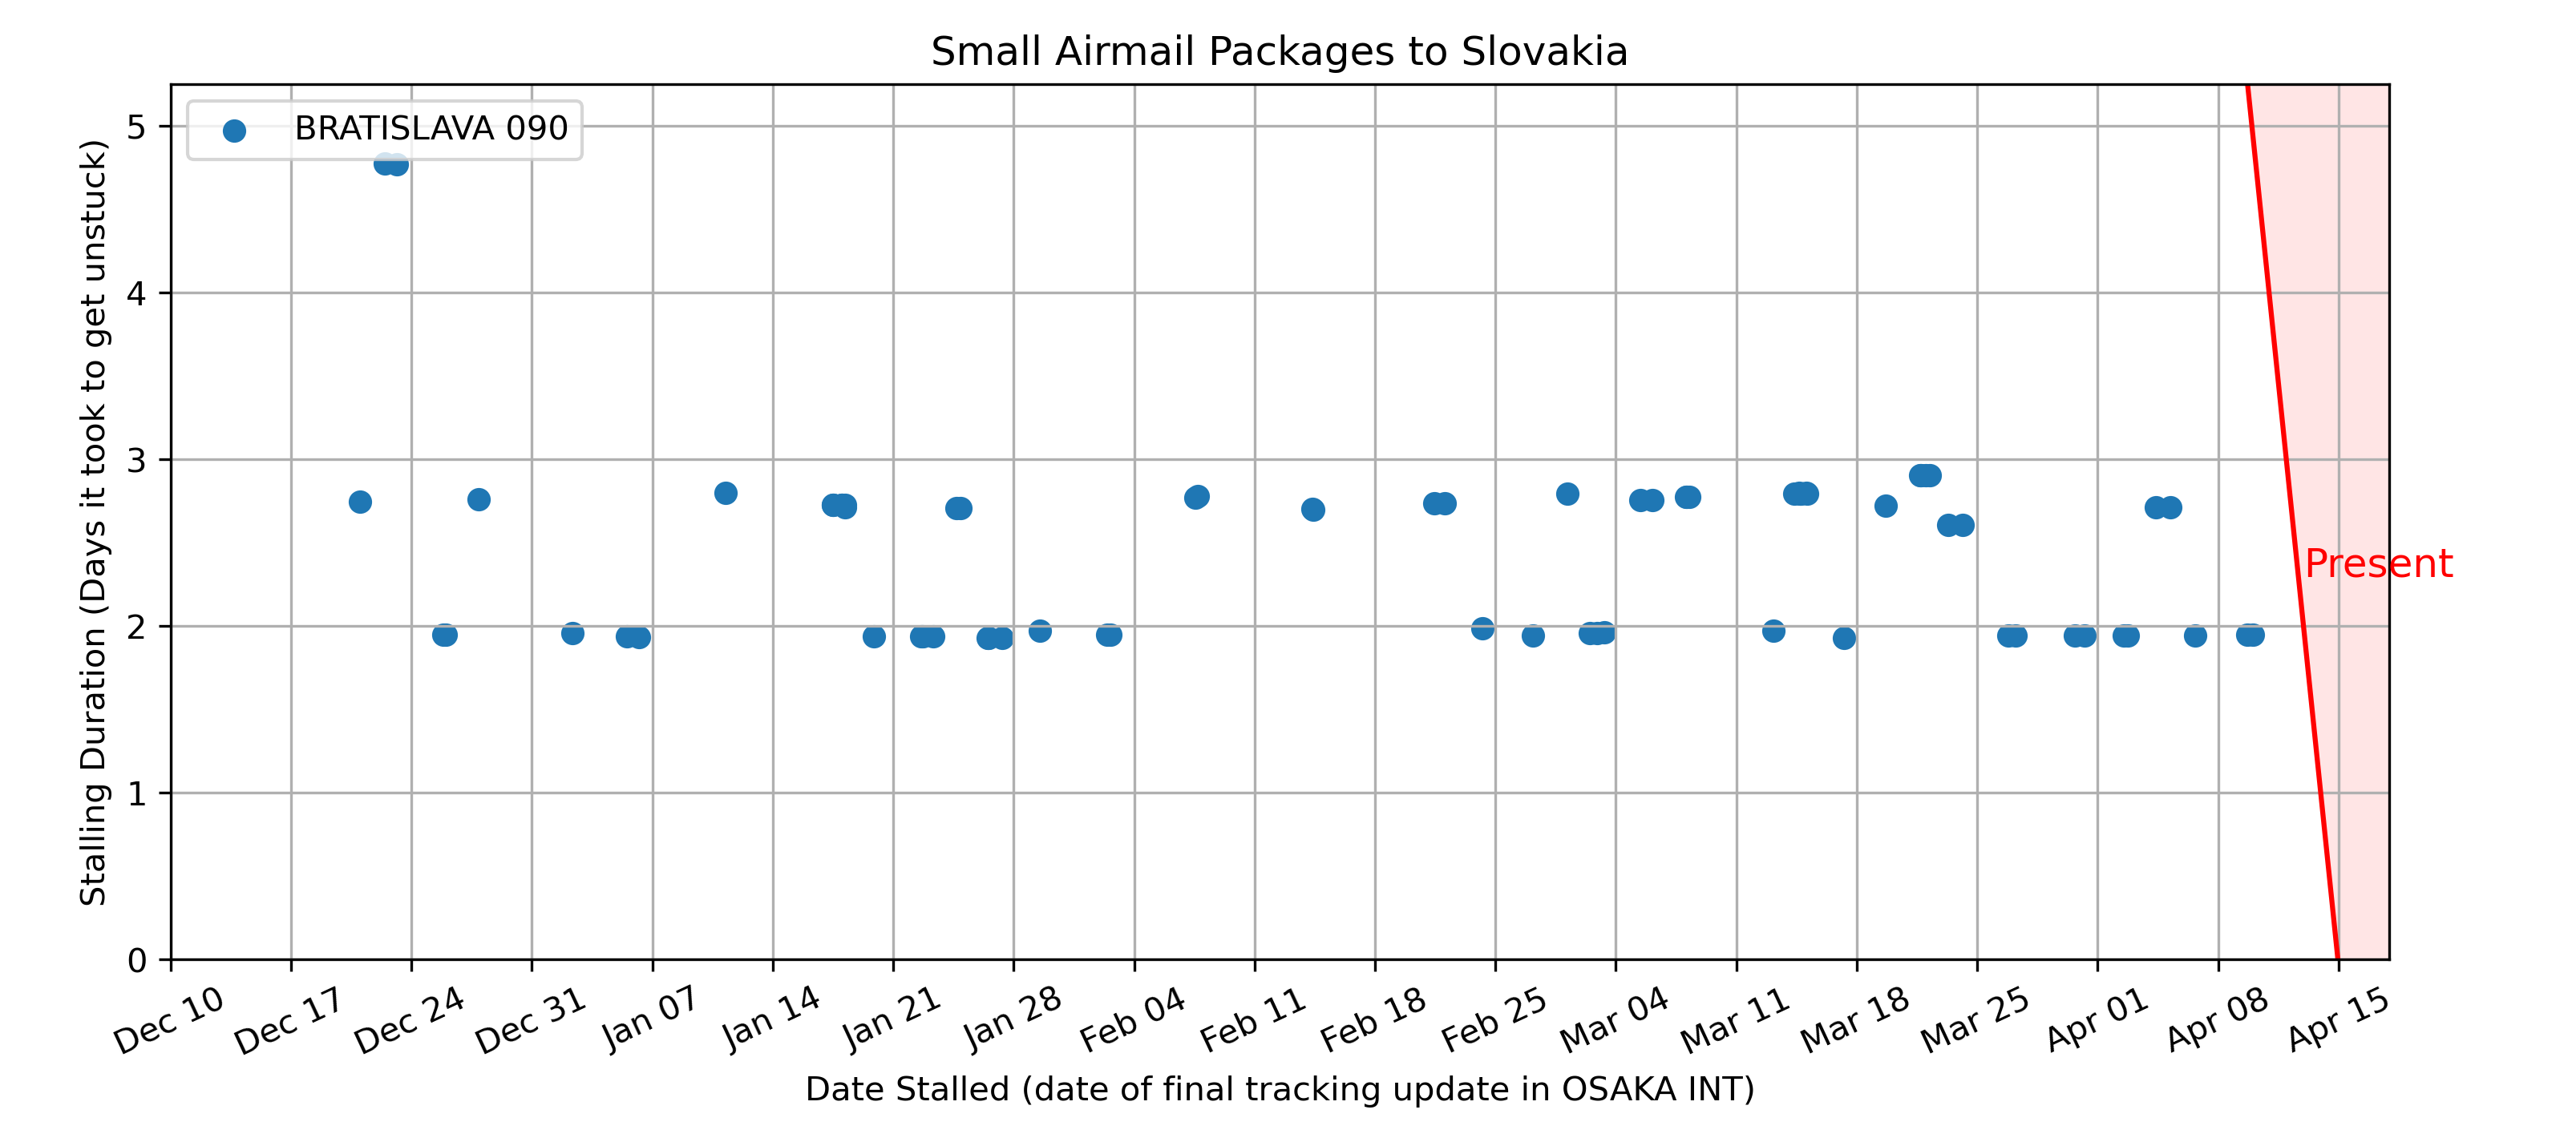 Small Airmail Packages to Slovakia
BRATISLAVA 090
Stalling Duration (Days it took to get unstuck)
5
4
3
2
1
0
Present
Dec 10
Dec 17
Dec 24
Dec 31
Jan 07
Jan 14
Jan 21
Jan 28
Feb 04
Feb 11
Feb 18
Feb 25
Mar 04
Mar 11
Mar 18
Mar 25
Apr 01
Apr 08
Apr 15
Date Stalled (date of final tracking update in OSAKA INT)